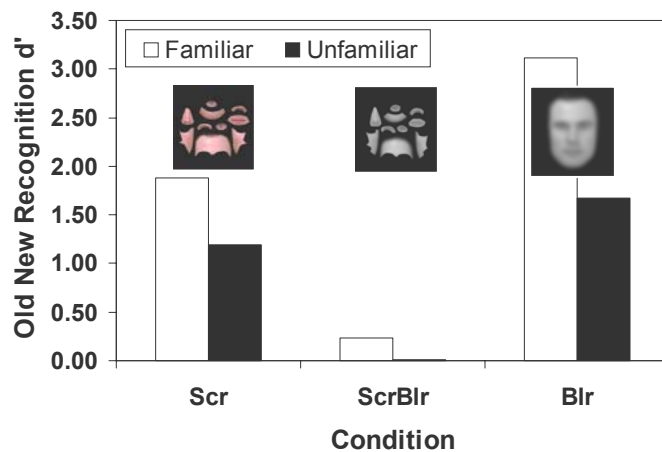 Old New Recognition d'
3.50
3.00
2.50
2.00
1.50
1.00
0.50
0.00
Familiar Unfamiliar
Scr ScrBlr Blr
Condition